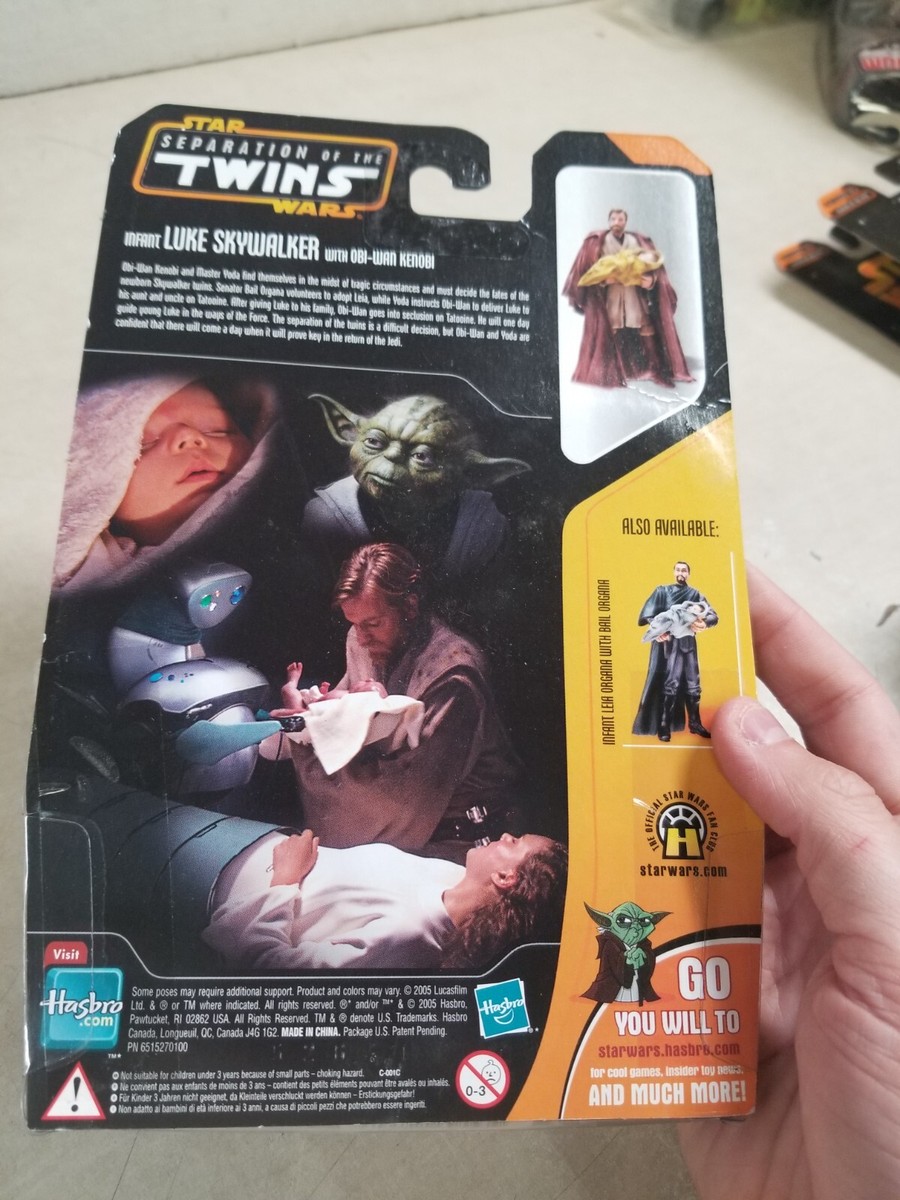 STAR
SEPARATION OF THE
TWINS
WARS
INFANT LUKE SKYWALKER WITH OBI-WAN KENOBI
Obi-Wan Kenobi and Master Yoda find themselves in the midst of tragic circumstances and must decide the fates of the
newborn Skywalker twins. Senator Bail Organa volunteers to adopt Leia, while Yoda instructs Obi-Wan to deliver Luke to
his aunt and uncle on Tatooine. After giving Luke to his family, Obi-Wan goes into seclusion on Tatooine. He will one day
guide young Luke in the ways of the Force. The separation of the twins is a difficult decision, but Obi-Wan and Yoda are
confident that there will come a day when it will prove key in the return of the Jedi.
ALSO AVAILABLE:
INFANT LEIA ORGANA WITH BAIL ORGANA
THE OFFICIAL STAR WARS FAN CLUB
H
starwars.com
GO
YOU WILL TO
starwars.hasbro.com
for cool games, insider toy news,
AND MUCH MORE!
Visit
Hasbro
.com
TM*
Some poses may require additional support. Product and colors may vary. © 2005 Lucasfilm
Ltd. & ® or TM where indicated. All rights reserved. ®* and/or TM* & © 2005 Hasbro,
Pawtucket, RI 02862 USA. All Rights Reserved. TM & ® denote U.S. Trademarks. Hasbro
Canada, Longueuil, QC, Canada J4G 1G2. MADE IN CHINA. Package U.S. Patent Pending.
PN 6515270100
Hasbro
Not suitable for children under 3 years because of small parts – choking hazard. C-001C
Ne convient pas aux enfants de moins de 3 ans – contient des petits éléments pouvant être avalés ou inhalés.
Für Kinder 3 Jahren nicht geeignet, da Kleinteile verschluckt werden können – Erstickungsgefahr!
Non adatto ai bambini di età inferiore ai 3 anni, a causa di piccoli pezzi che potrebbero essere ingeriti.
0-3